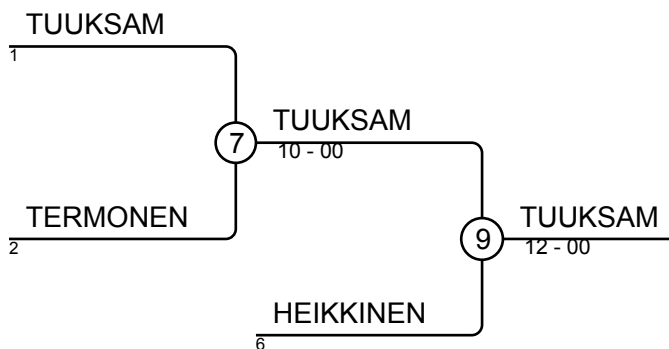 TUUKSAM
1
7
TUUKSAM
10 - 00
TERMONEN
2
9
TUUKSAM
12 - 00
HEIKKINEN
6